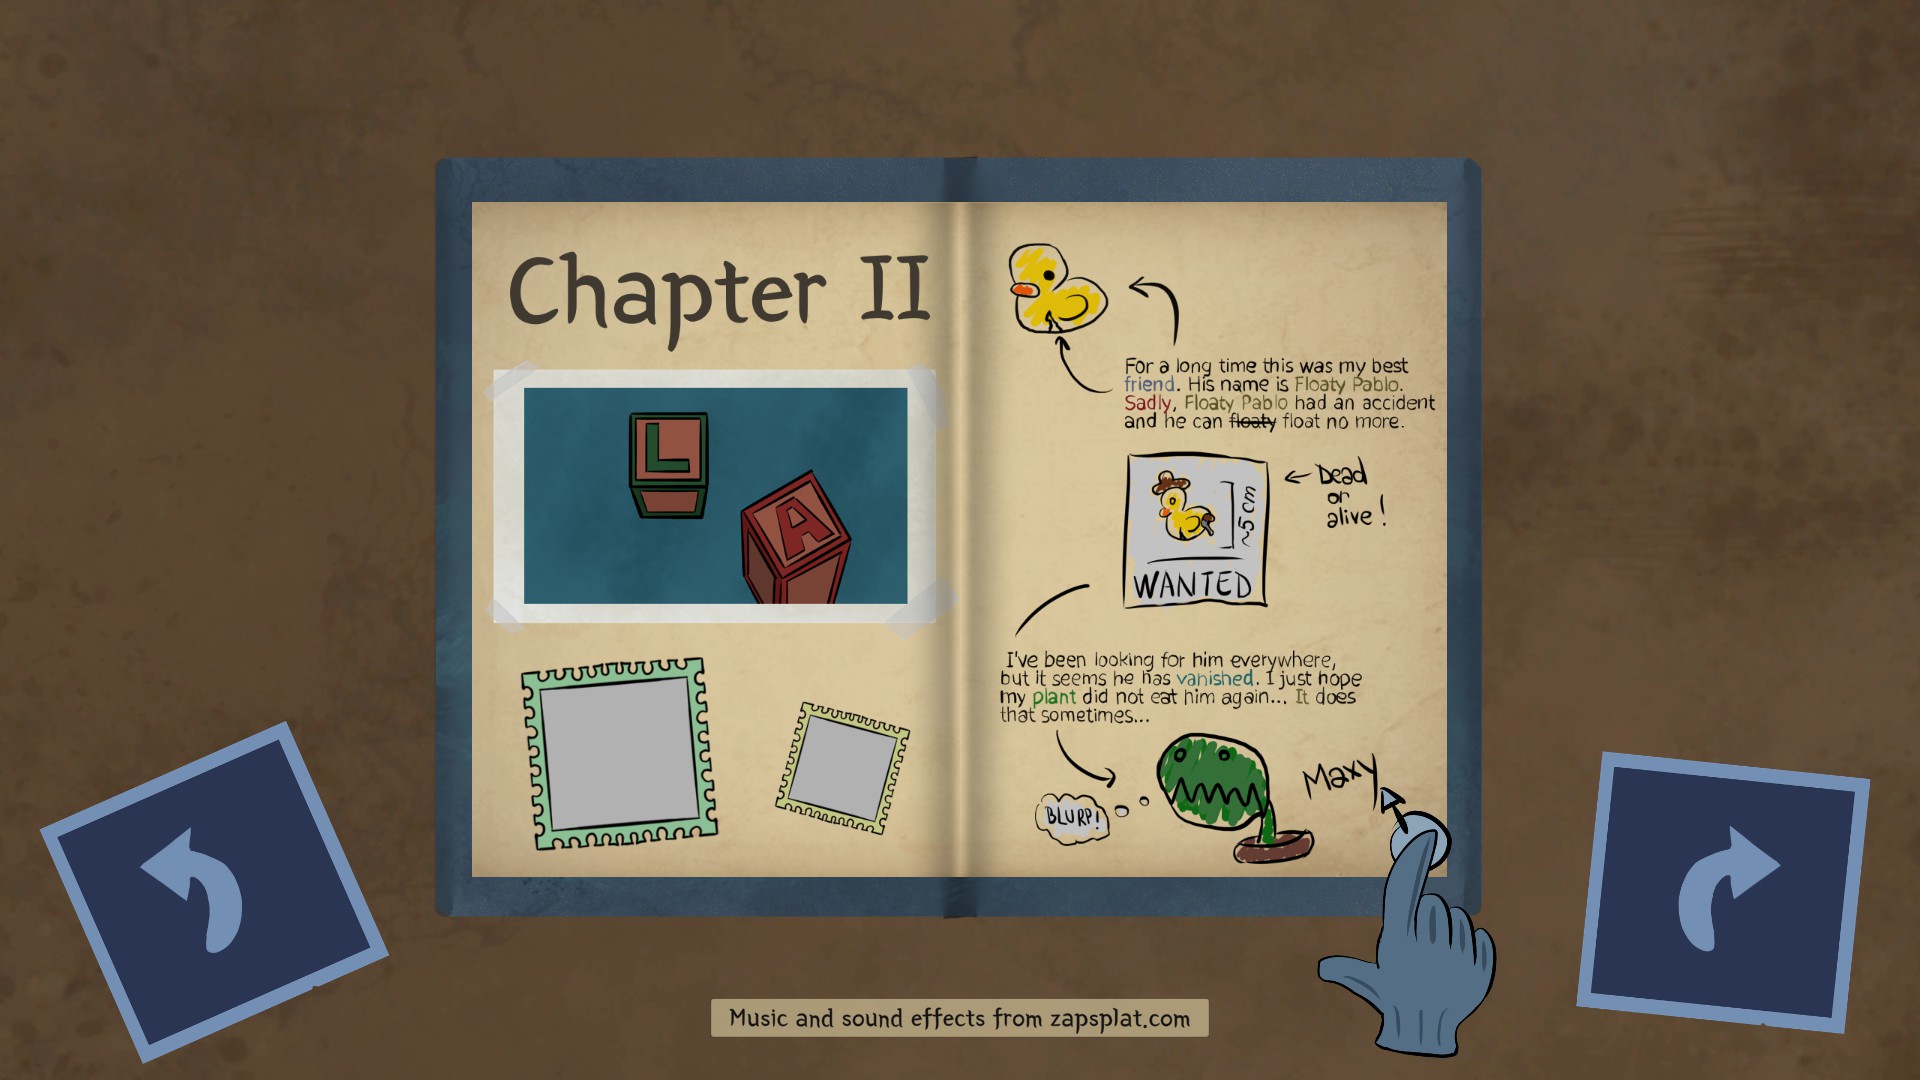 Chapter II
L
A
For a long time this was my best
friend. His name is Floaty Pablo.
Sadly, Floaty Pablo had an accident
and he can floaty float no more.
Dead
or
alive!
~5cm
WANTED
I've been looking for him everywhere,
but it seems he has vanished. I just hope
my plant did not eat him again... It does
that sometimes...
Maxy
BLURP!
Music and sound effects from zapsplat.com